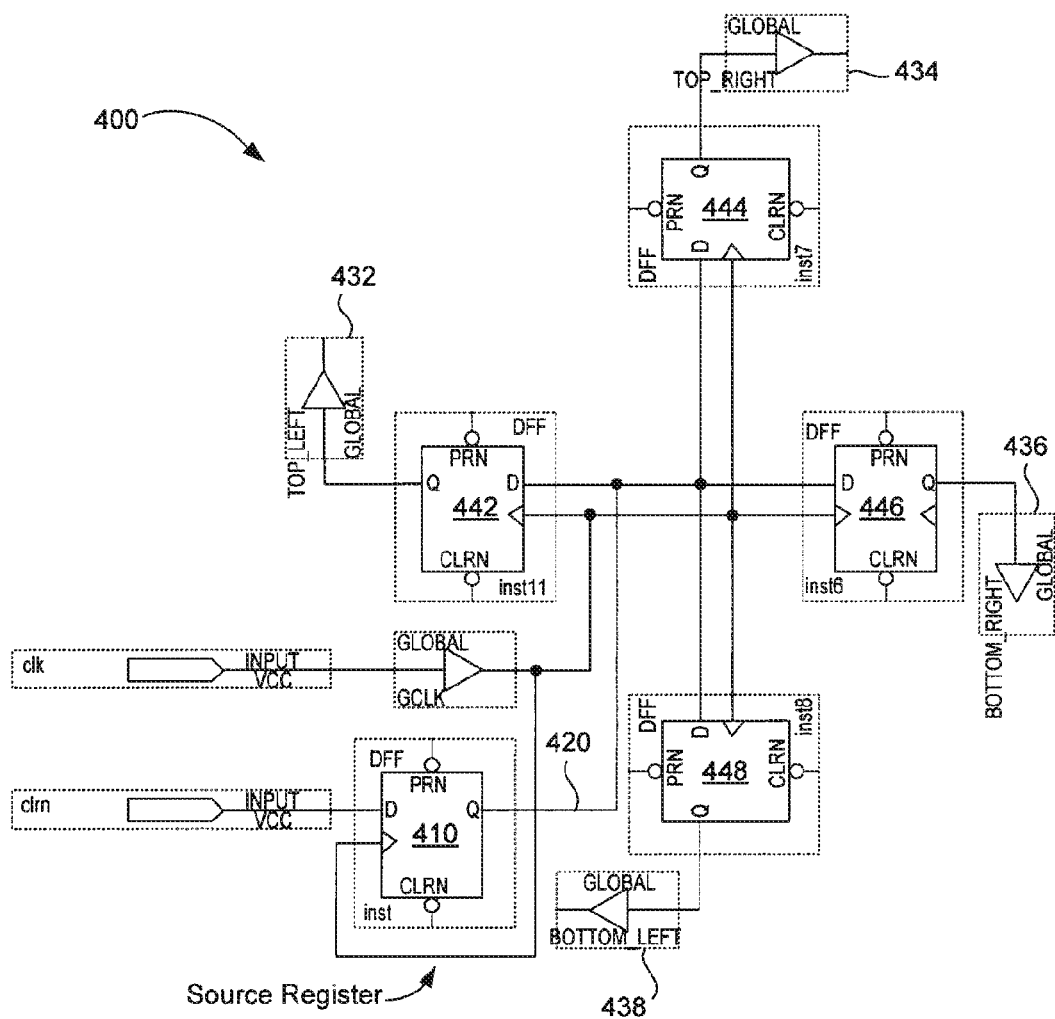 GLOBAL
TOP_RIGHT
434
400
Q
PRN
444
CLRN
D
DFF
inst7
432
TOP_LEFT
GLOBAL
DFF
PRN
Q
D
442
CLRN
inst11
DFF
PRN
D
Q
446
CLRN
inst6
436
BOTTOM_RIGHT
GLOBAL
clk
INPUT
VCC
GLOBAL
GCLK
DFF
inst8
D
PRN
448
CLRN
Q
420
clrn
INPUT
VCC
DFF
PRN
D
Q
410
CLRN
inst
GLOBAL
BOTTOM_LEFT
438
Source Register